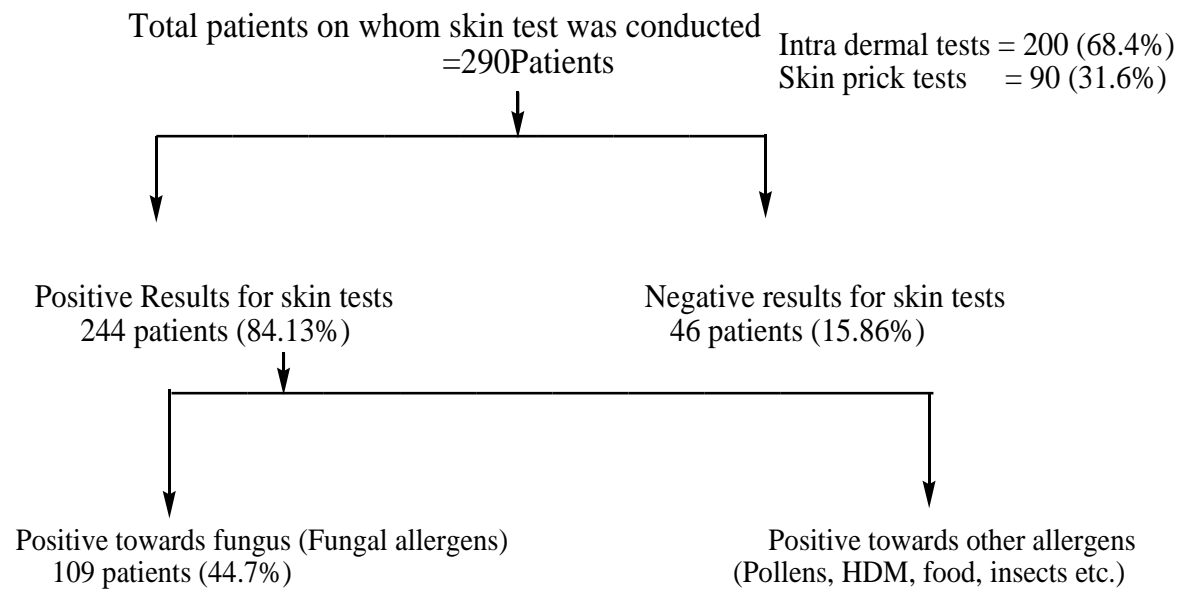 Total patients on whom skin test was conducted
=290Patients
Intra dermal tests = 200 (68.4%)
Skin prick tests = 90 (31.6%)
Positive Results for skin tests
244 patients (84.13%)
Negative results for skin tests
46 patients (15.86%)
Positive towards fungus (Fungal allergens)
109 patients (44.7%)
Positive towards other allergens
(Pollens, HDM, food, insects etc.)